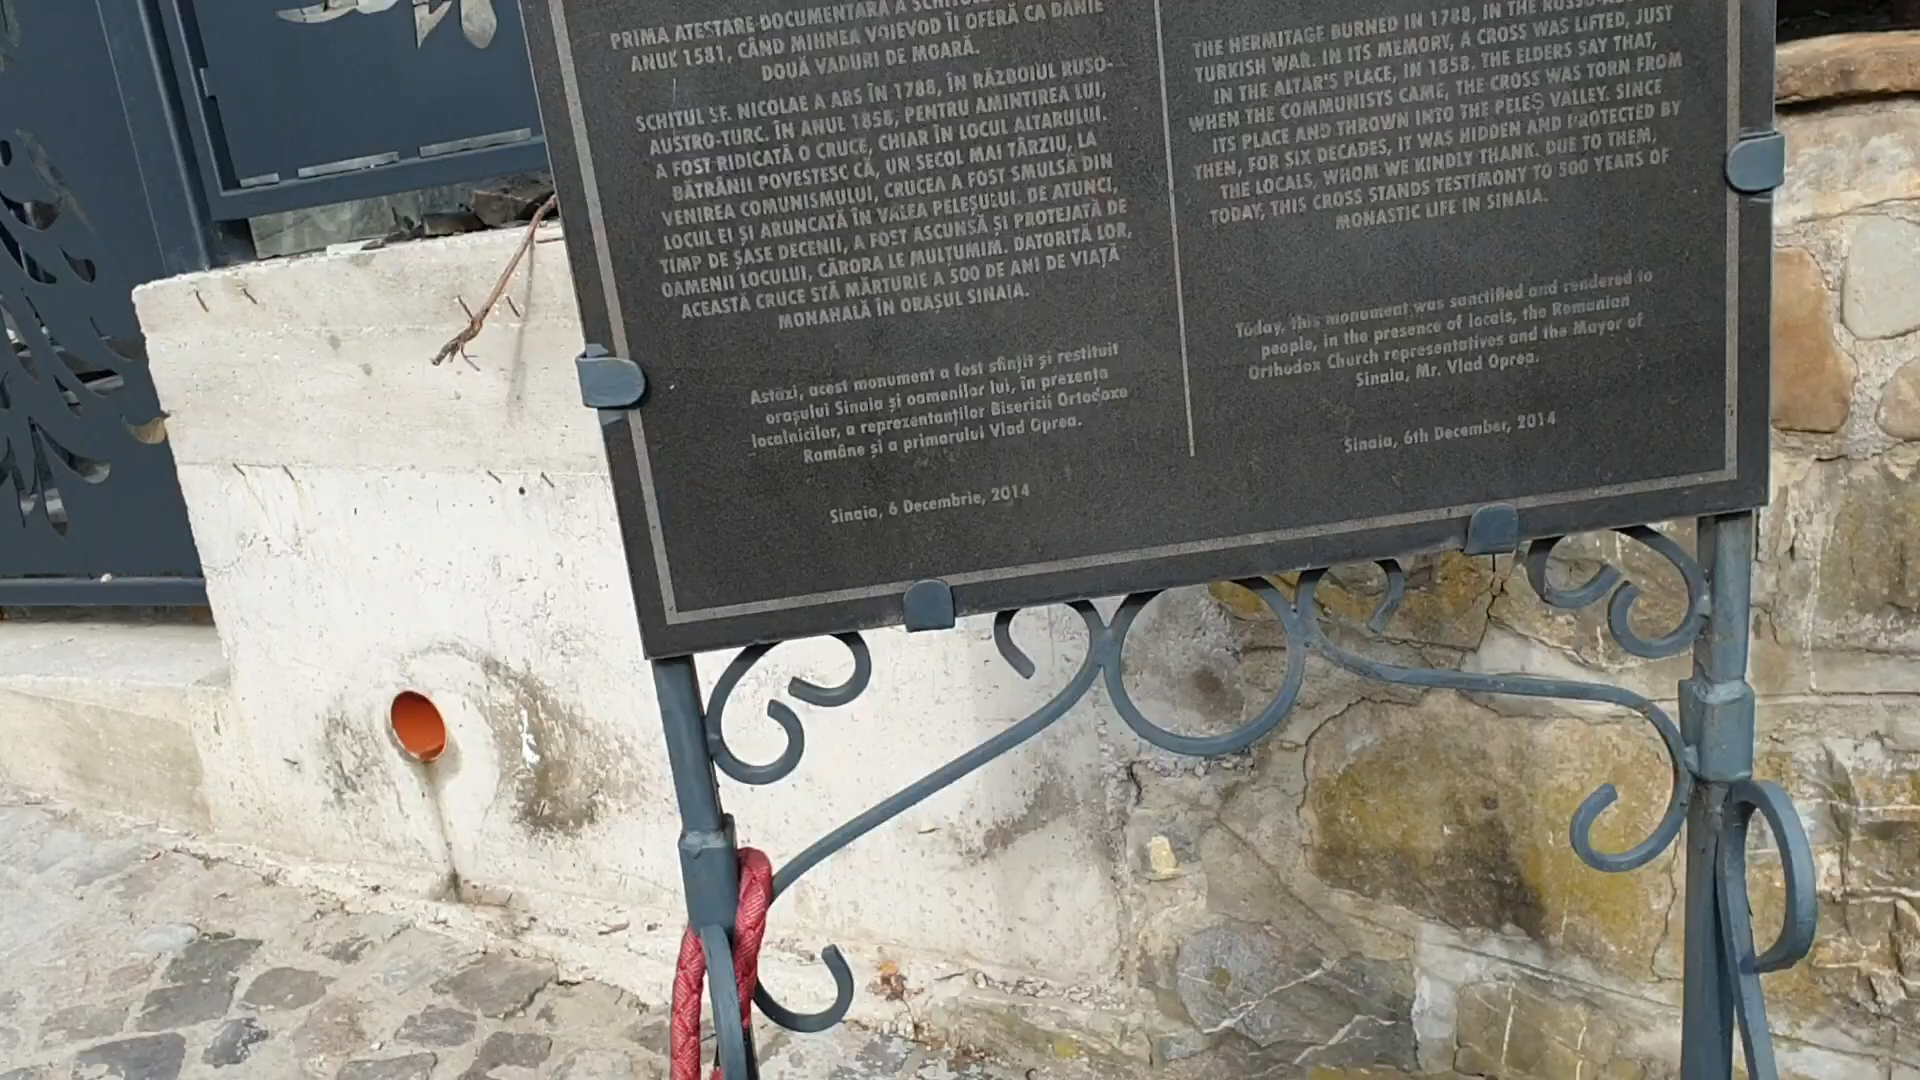 PRIMA ATESTARE DOCUMENTARĂ A
ANUL 1581, CÂND MIHNEA VOIEVOD ÎI OFERĂ CA DANIE
DOUĂ VADURI DE MOARĂ.
SCHITUL SF. NICOLAE A ARS ÎN 1788, ÎN RĂZBOIUL RUSO-
AUSTRO-TURC. ÎN ANUL 1858, PENTRU AMINTIREA LUI,
A FOST RIDICATĂ O CRUCE, CHIAR ÎN LOCUL ALTARULUI.
BĂTRÂNII POVESTESC CĂ, UN SECOL MAI TÂRZIU, LA
VENIREA COMUNISMULUI, CRUCEA A FOST SMULSĂ DIN
LOCUL EI ȘI ARUNCATĂ ÎN VALEA PELEȘULUI. DE ATUNCI,
TIMP DE ȘASE DECENII, A FOST ASCUNSĂ ȘI PROTEJATĂ DE
OAMENII LOCULUI, CĂRORA LE MULȚUMIM. DATORITĂ LOR,
ACEASTĂ CRUCE STĂ MĂRTURIE A 500 DE ANI DE VIAȚĂ
MONAHALĂ ÎN ORAȘUL SINAIA.
Astăzi, acest monument a fost sfințit și restituit
orașului Sinaia și oamenilor lui, în prezența
localnicilor, a reprezentanților Bisericii Ortodoxe
Române și a primarului Vlad Oprea.
Sinaia, 6 Decembrie, 2014
THE HERMITAGE BURNED IN 1788, IN THE
TURKISH WAR. IN ITS MEMORY, A CROSS WAS LIFTED, JUST
IN THE ALTAR'S PLACE, IN 1858. THE ELDERS SAY THAT,
WHEN THE COMMUNISTS CAME, THE CROSS WAS TORN FROM
ITS PLACE AND THROWN INTO THE PELEȘ VALLEY. SINCE
THEN, FOR SIX DECADES, IT WAS HIDDEN AND PROTECTED BY
THE LOCALS, WHOM WE KINDLY THANK. DUE TO THEM,
TODAY, THIS CROSS STANDS TESTIMONY TO 500 YEARS OF
MONASTIC LIFE IN SINAIA.
Today, this monument was sanctified and rendered to
people, in the presence of locals, the Romanian
Orthodox Church representatives and the Mayor of
Sinaia, Mr. Vlad Oprea.
Sinaia, 6th December, 2014